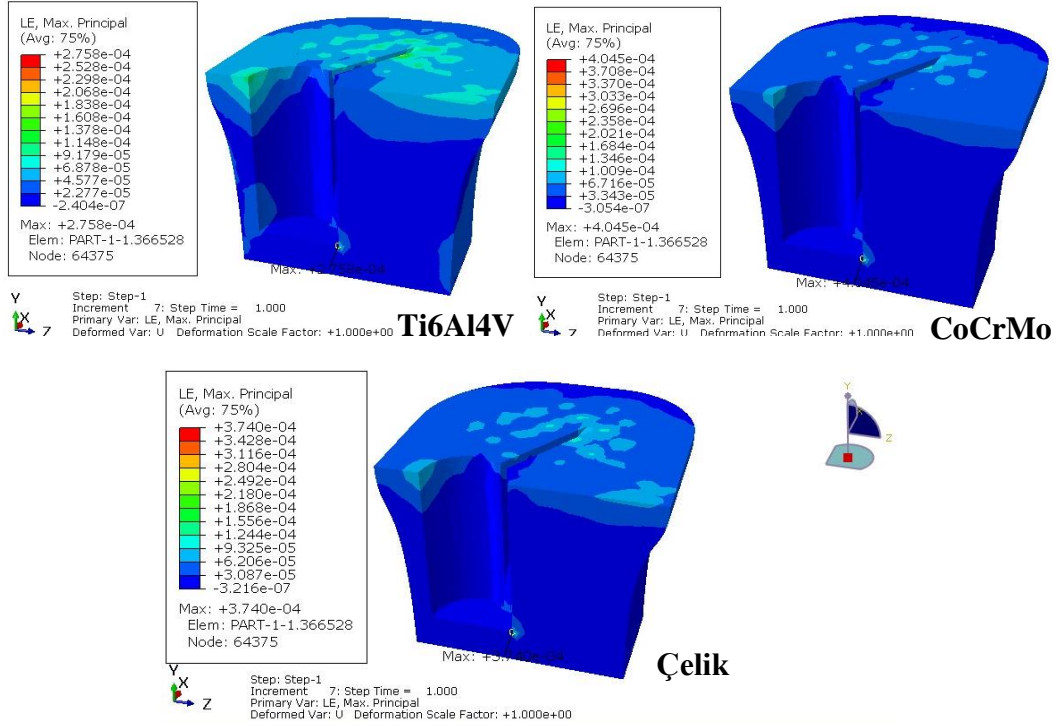 LE, Max. Principal
(Avg: 75%)
+2.758e-04
+2.528e-04
+2.298e-04
+2.068e-04
+1.838e-04
+1.608e-04
+1.378e-04
+1.148e-04
+9.179e-05
+6.878e-05
+4.577e-05
+2.277e-05
-2.404e-07
Max: +2.758e-04
Elem: PART-1-1.366528
Node: 64375
Max: +2.758e-04
Y
X
Z
Step: Step-1
Increment 7: Step Time = 1.000
Primary Var: LE, Max. Principal
Deformed Var: U Deformation Scale Factor: +1.000e+00
Ti6Al4V
LE, Max. Principal
(Avg: 75%)
+4.045e-04
+3.708e-04
+3.370e-04
+3.033e-04
+2.696e-04
+2.358e-04
+2.021e-04
+1.684e-04
+1.346e-04
+1.009e-04
+6.716e-05
+3.343e-05
-3.054e-07
Max: +4.045e-04
Elem: PART-1-1.366528
Node: 64375
Max: +4.045e-04
Y
X
Z
Step: Step-1
Increment 7: Step Time = 1.000
Primary Var: LE, Max. Principal
Deformed Var: U Deformation Scale Factor: +1.000e+00
CoCrMo
LE, Max. Principal
(Avg: 75%)
+3.740e-04
+3.428e-04
+3.116e-04
+2.804e-04
+2.492e-04
+2.180e-04
+1.868e-04
+1.556e-04
+1.244e-04
+9.325e-05
+6.206e-05
+3.087e-05
-3.216e-07
Max: +3.740e-04
Elem: PART-1-1.366528
Node: 64375
Max: +3.740e-04
Y
X
Z
Step: Step-1
Increment 7: Step Time = 1.000
Primary Var: LE, Max. Principal
Deformed Var: U Deformation Scale Factor: +1.000e+00
Çelik
Y
X
Z